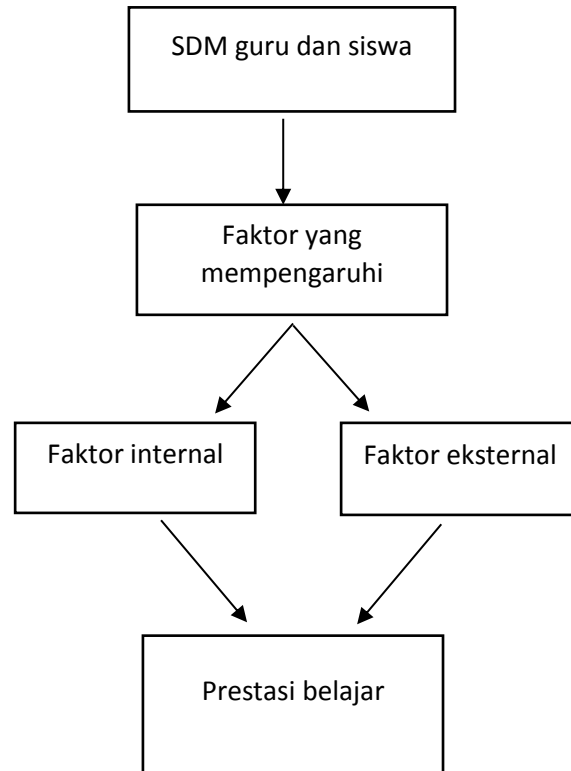 SDM guru dan siswa
Faktor yang
mempengaruhi
Faktor internal
Faktor eksternal
Prestasi belajar